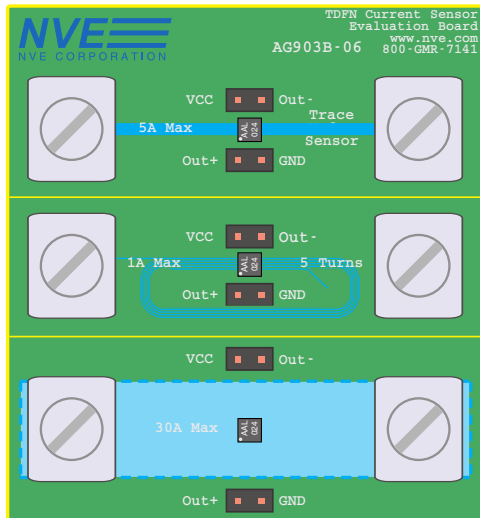 NVE
NVE CORPORATION
TDFN Current Sensor
Evaluation Board
www.nve.com
AG903B-06 800-GMR-7141
VCC Out-
5A Max AAL 024 Trace
Sensor
Out+ GND
VCC Out-
1A Max AAL 024 5 Turns
Out+ GND
VCC Out-
30A Max AAL 024
Out+ GND